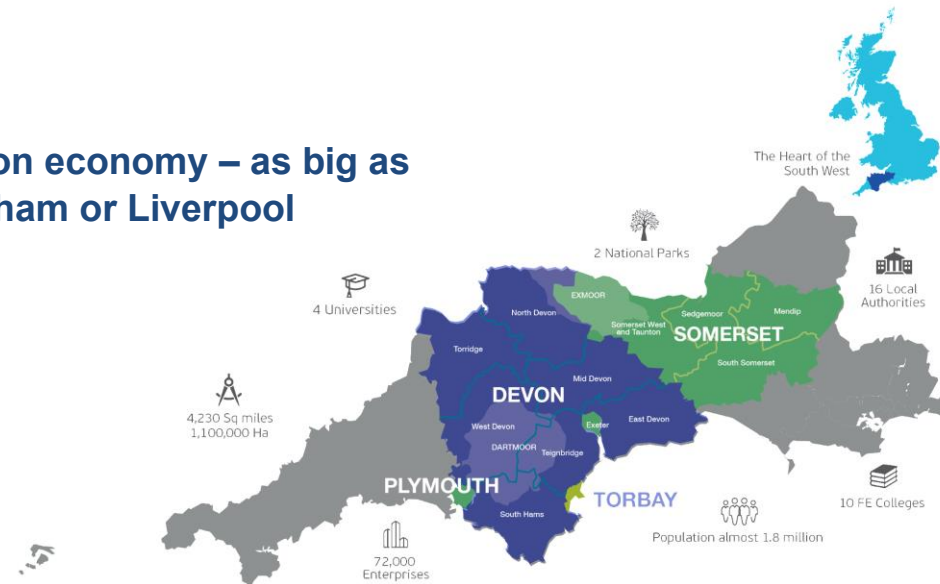 on economy – as big as
ham or Liverpool
The Heart of the
South West
2 National Parks
4 Universities
16 Local
Authorities
EXMOOR
North Devon
Somerset West
and Taunton
Sedgemoor
Mendip
SOMERSET
Torridge
South Somerset
Mid Devon
DEVON
4,230 Sq miles
1,100,000 Ha
West Devon
Exeter
East Devon
DARTMOOR
Teignbridge
PLYMOUTH
TORBAY
10 FE Colleges
South Hams
Population almost 1.8 million
72,000
Enterprises